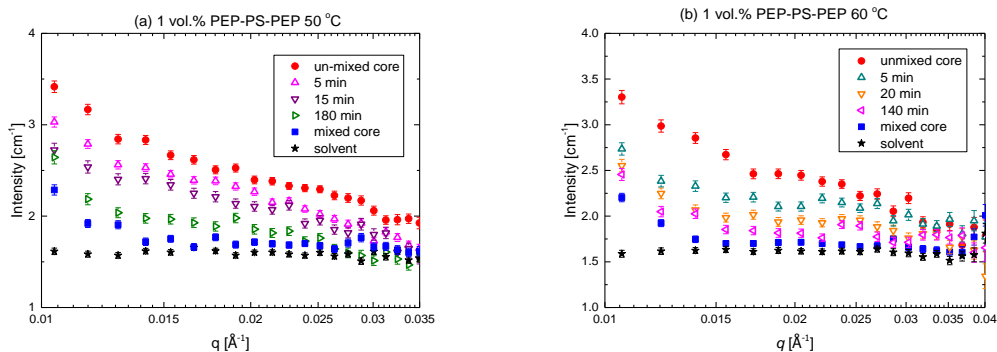 (a) 1 vol.% PEP-PS-PEP 50 °C
Intensity [cm⁻¹]
4
3
2
1
un-mixed core
5 min
15 min
180 min
mixed core
solvent
0.01
0.015
0.02
0.025
0.03
0.035
q [Å⁻¹]
(b) 1 vol.% PEP-PS-PEP 60 °C
Intensity [cm⁻¹]
4.0
3.5
3.0
2.5
2.0
1.5
1.0
unmixed core
5 min
20 min
140 min
mixed core
solvent
0.01
0.015
0.02
0.025
0.03
0.035
0.04
q [Å⁻¹]